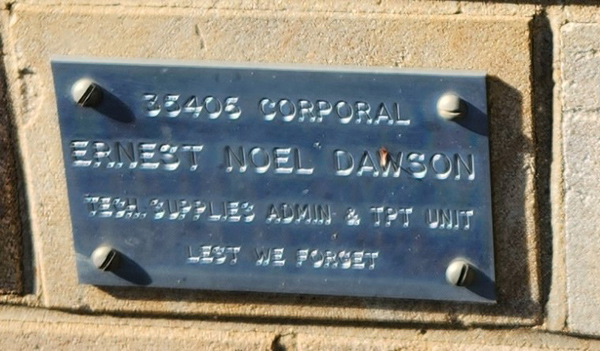 35405 CORPORAL
ERNEST NOEL DAWSON
TECH. SUPPLIES ADMIN & TPT UNIT
LEST WE FORGET